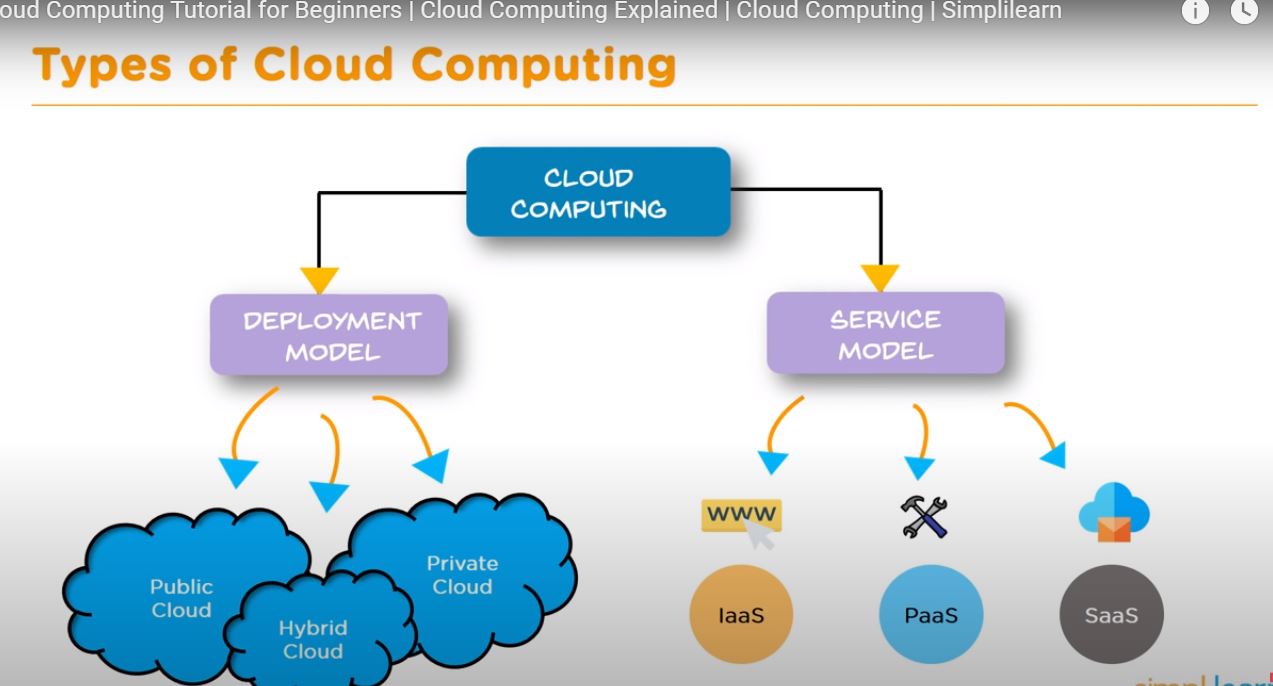 oud Computing Tutorial for Beginners | Cloud Computing Explained | Cloud Computing | Simplilearn
Types of Cloud Computing
CLOUD
COMPUTING
DEPLOYMENT
MODEL
SERVICE
MODEL
Public
Cloud
Hybrid
Cloud
Private
Cloud
WWW
IaaS
PaaS
SaaS